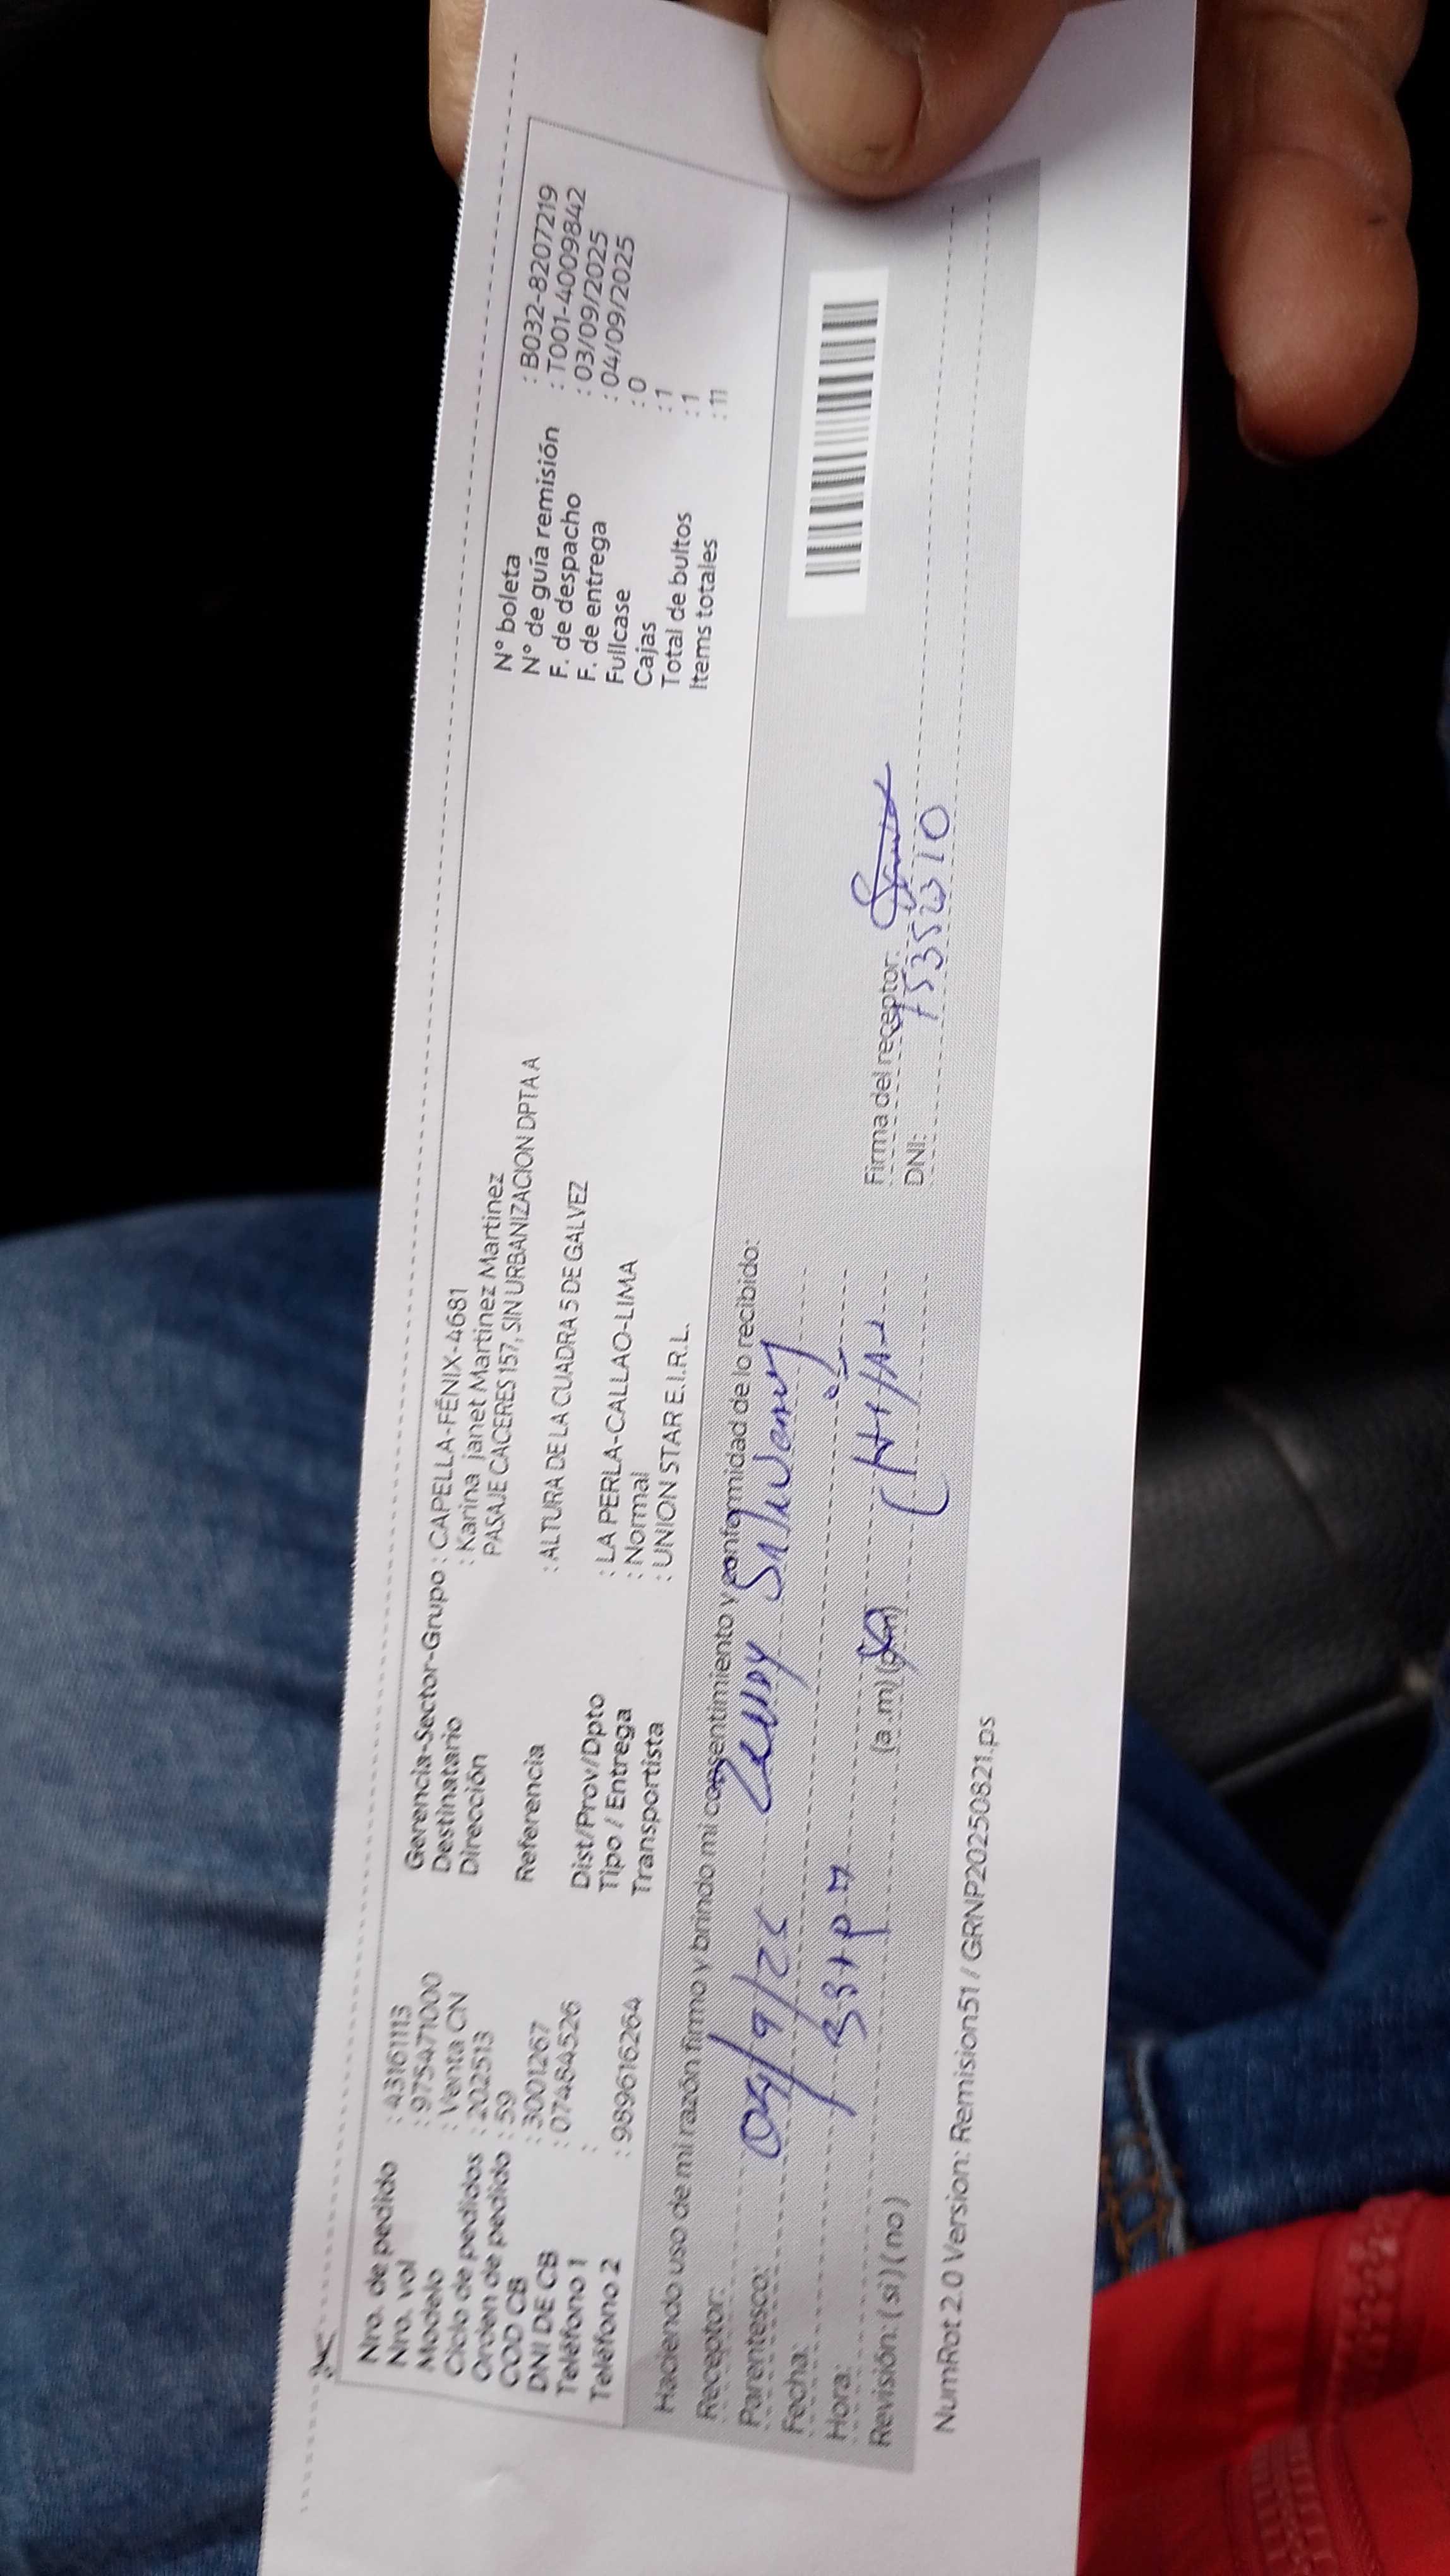 Nro. de pedido : 43161113
Nro. vol : 975471000
Modelo : Venta CN
Ciclo de pedidos : 202513
Orden de pedido : 59
COD CB : 3001267
DNI DE CB : 07484526
Teléfono 1 :
Teléfono 2 : 989616264
Gerencia-Sector-Grupo : CAPELLA-FÉNIX-4681
Destinatario : Karina Janet Martinez Martinez
Dirección PASAJE CACERES 157, SIN URBANIZACION DPTA A
Referencia : ALTURA DE LA CUADRA 5 DE GALVEZ
Dist/Prov/Dpto : LA PERLA-CALLAO-LIMA
Tipo / Entrega : Normal
Transportista : UNION STAR E.I.R.L.
N° boleta : B032-8207219
N° de guía remisión : T001-4009842
F. de despacho : 03/09/2025
F. de entrega : 04/09/2025
Fullcase : 0
Cajas : 1
Total de bultos : 1
Items totales : 11
Haciendo uso de mi razón firmo y brindo mi consentimiento y conformidad de lo recibido:
Receptor:
Parentesco: 04/9/25
Fecha:
Hora: (a.m)
Revisión: (si) (no)
Firma del receptor:
DNI:
NumRot 2.0 Version: Remision51 / GRNP20250821.ps